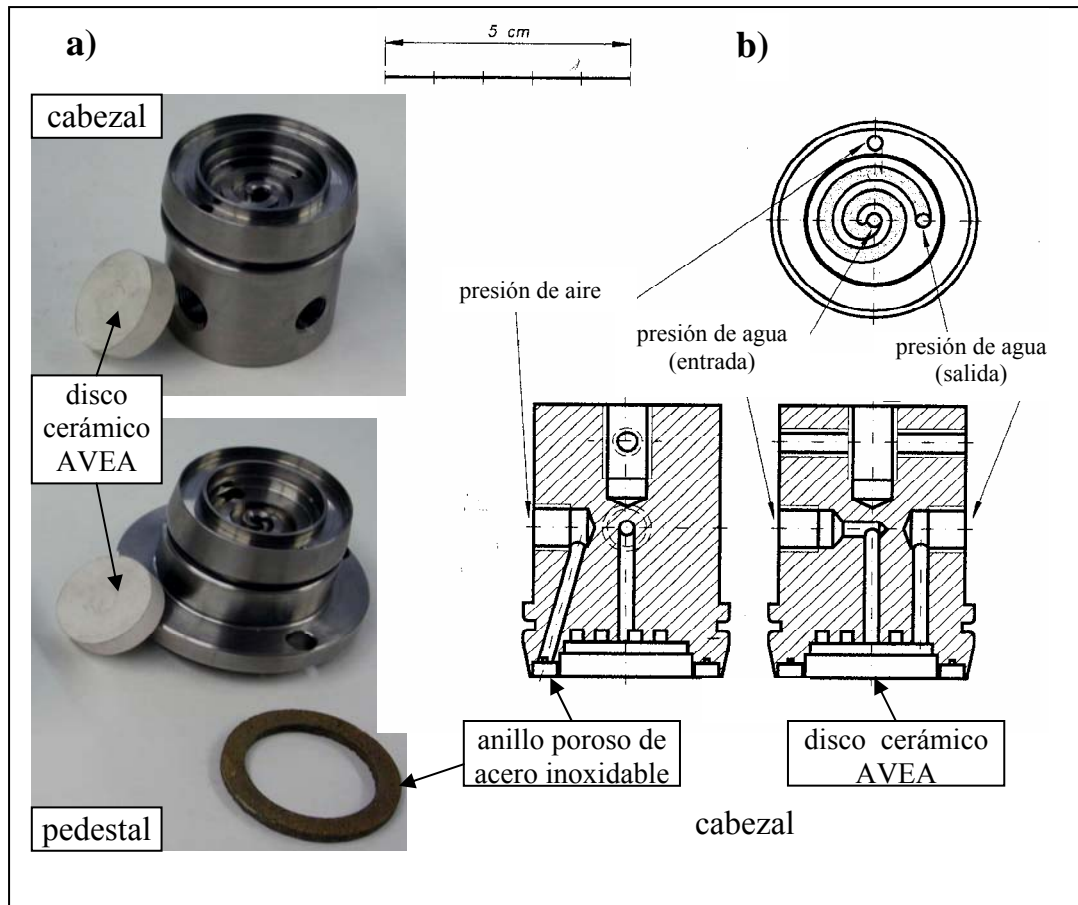 a)
5 cm
b)
cabezal
presión de aire
presión de agua
(entrada)
presión de agua
(salida)
disco
cerámico
AVEA
anillo poroso de
acero inoxidable
disco cerámico
AVEA
pedestal
cabezal